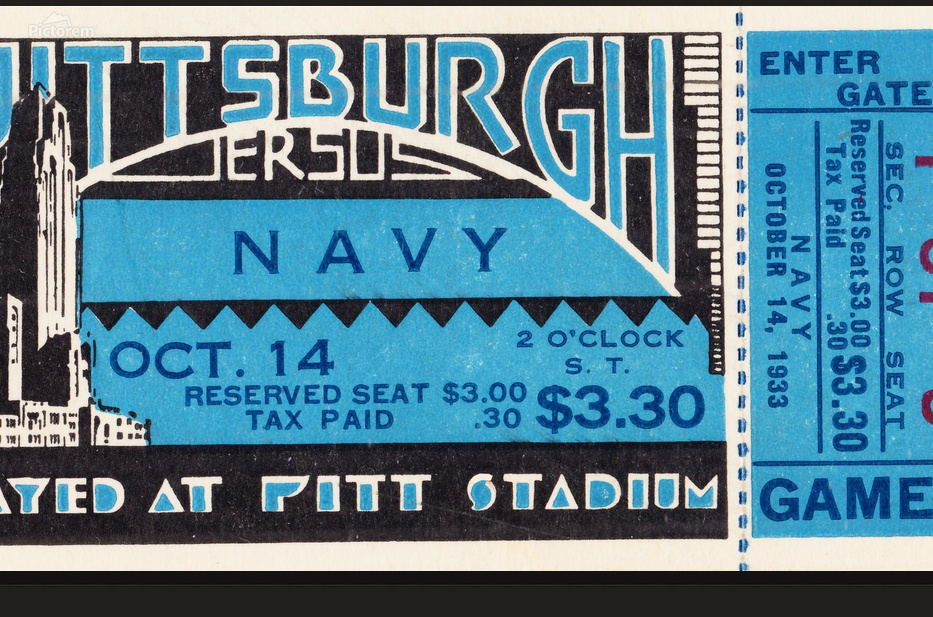 Pictorem
PITTSBURGH
VERSUS
NAVY
OCT. 14
2 O'CLOCK
S. T.
RESERVED SEAT $3.00
TAX PAID .30
$3.30
PLAYED AT PITT STADIUM
ENTER
GATE
SEC. ROW SEAT
Reserved Seat $3.00
Tax Paid .30
$3.30
NAVY
OCTOBER 14, 1933
GAME